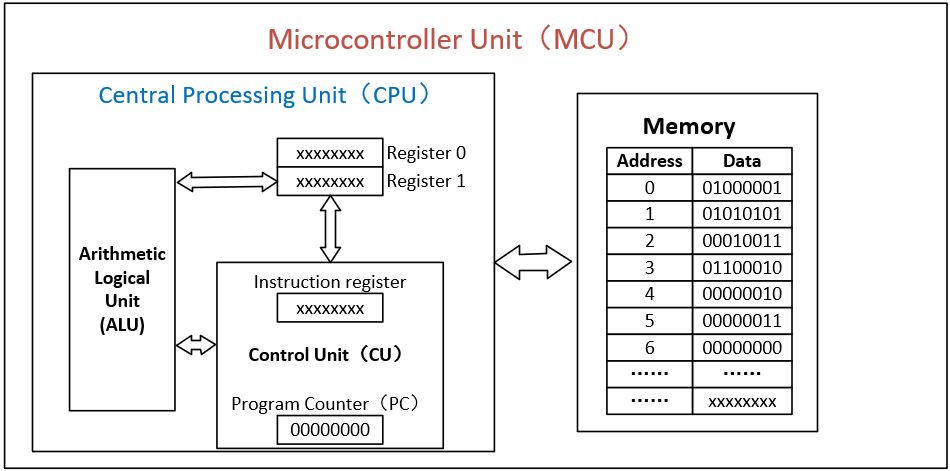 Microcontroller Unit（MCU）
Central Processing Unit（CPU）
xxxxxxxx Register 0
xxxxxxxx Register 1
Arithmetic
Logical
Unit
(ALU)
Instruction register
xxxxxxxx
Control Unit（CU）
Program Counter（PC）
00000000
Memory
Address Data
0 01000001
1 01010101
2 00010011
3 01100010
4 00000010
5 00000011
6 00000000
…… ……
…… xxxxxxxx